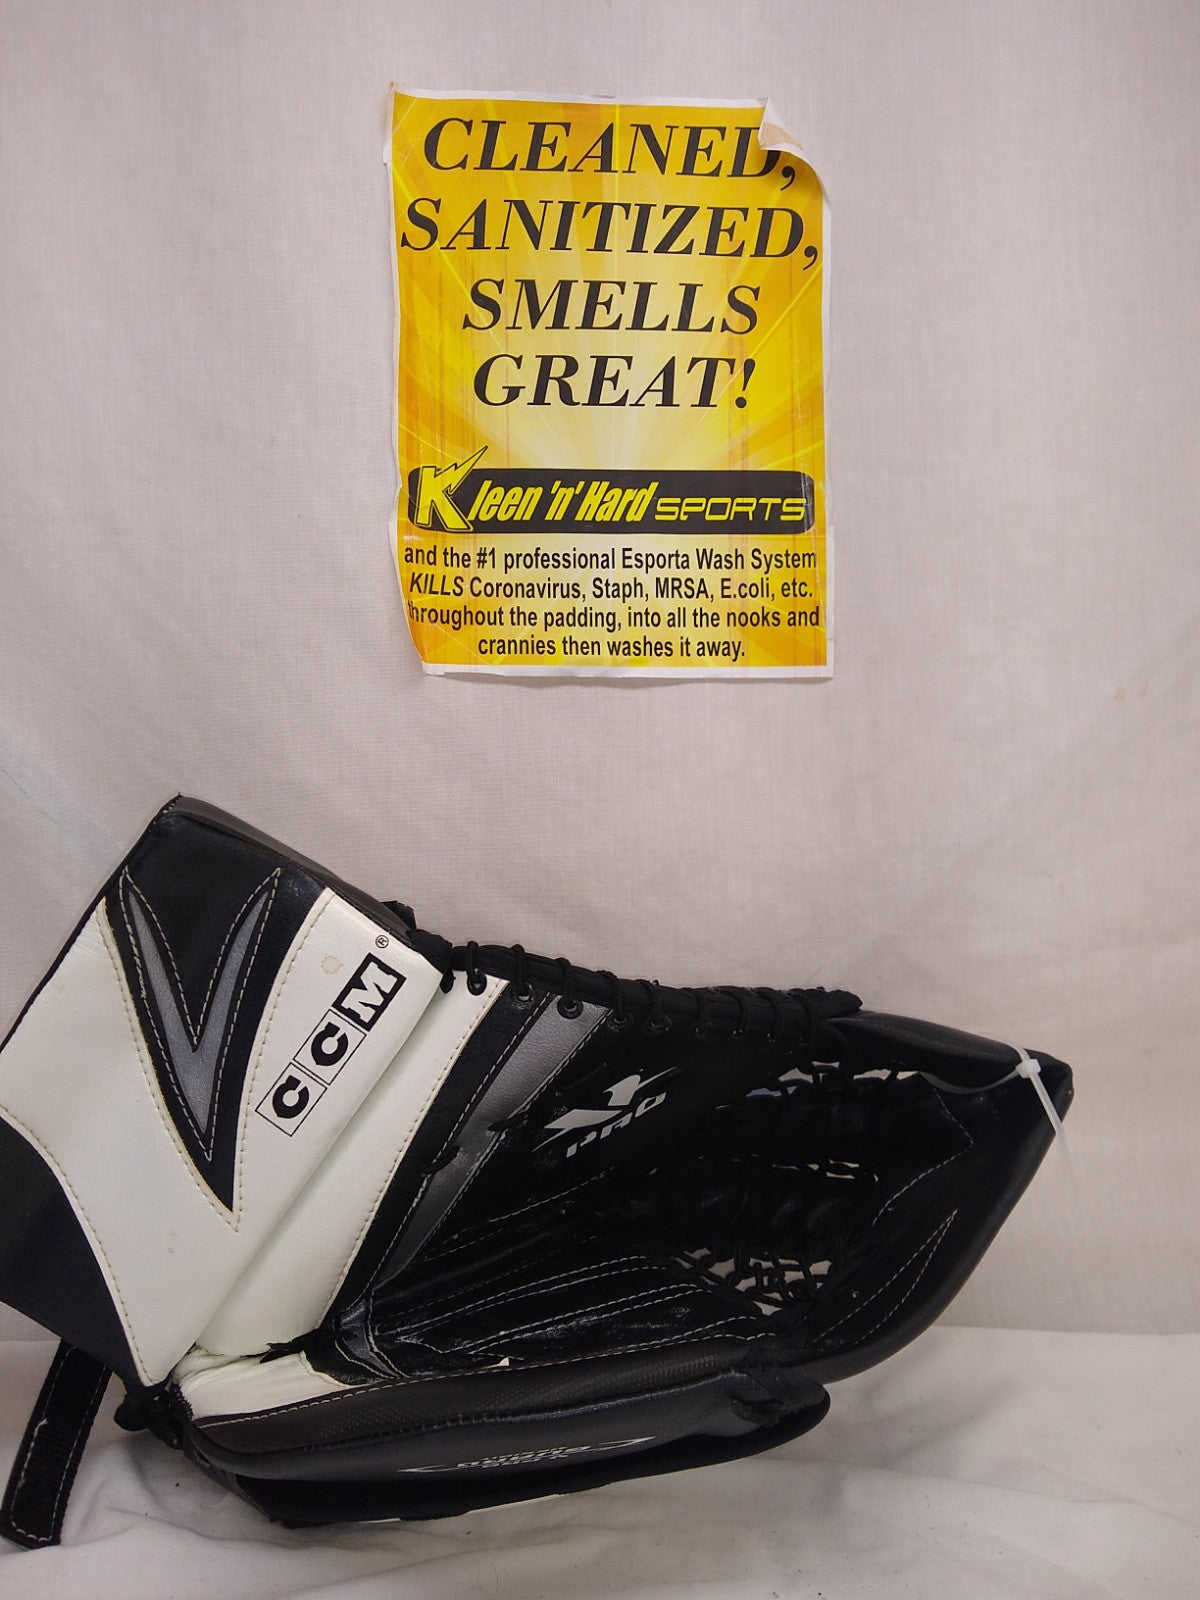 CLEANED,
SANITIZED,
SMELLS
GREAT!
Kleen 'n' Hard SPORTS
and the #1 professional Esporta Wash System
KILLS Coronavirus, Staph, MRSA, E.coli, etc.
throughout the padding, into all the nooks and
crannies then washes it away.
CCM®
PRO